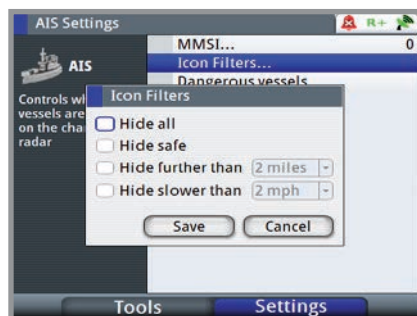 AIS Settings
R+
MMSI...
0
AIS
Icon Filters...
Dangerous vessels
Controls wh
vessels are
on the cha
radar
Icon Filters
Hide all
Hide safe
Hide further than
2 miles
Hide slower than
2 mph
Save
Cancel
Tools
Settings